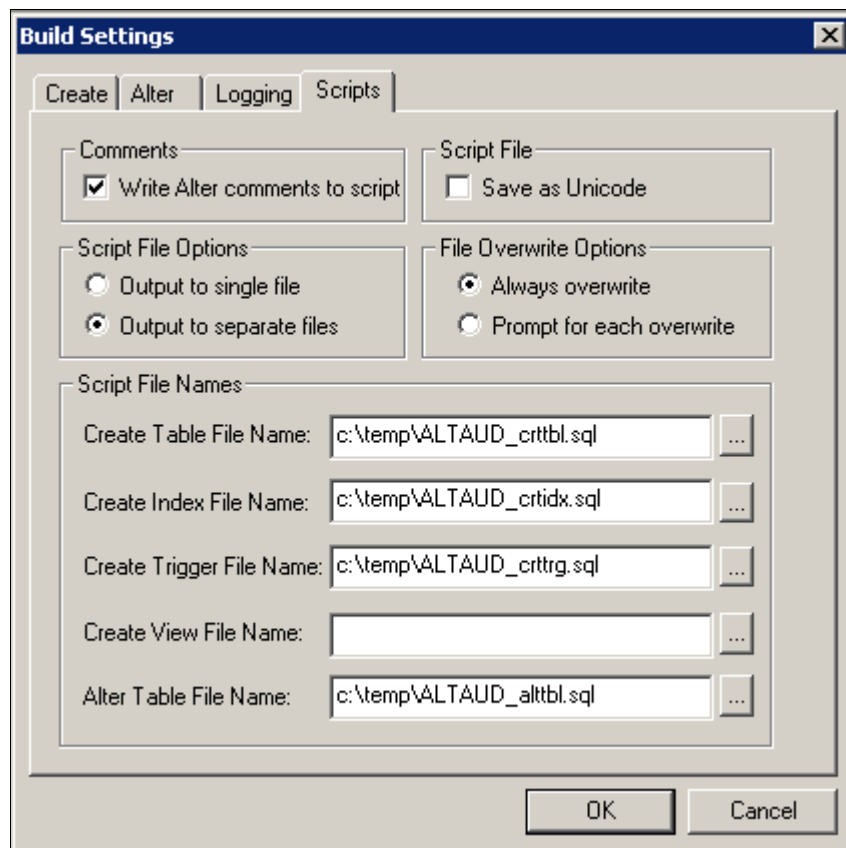 Build Settings
Create Alter Logging Scripts
Comments
Write Alter comments to script
Script File
Save as Unicode
Script File Options
Output to single file
Output to separate files
File Overwrite Options
Always overwrite
Prompt for each overwrite
Script File Names
Create Table File Name: c:\temp\ALTAUD_crttbl.sql ...
Create Index File Name: c:\temp\ALTAUD_crtidx.sql ...
Create Trigger File Name: c:\temp\ALTAUD_crttrg.sql ...
Create View File Name: ...
Alter Table File Name: c:\temp\ALTAUD_alttbl.sql ...
OK Cancel